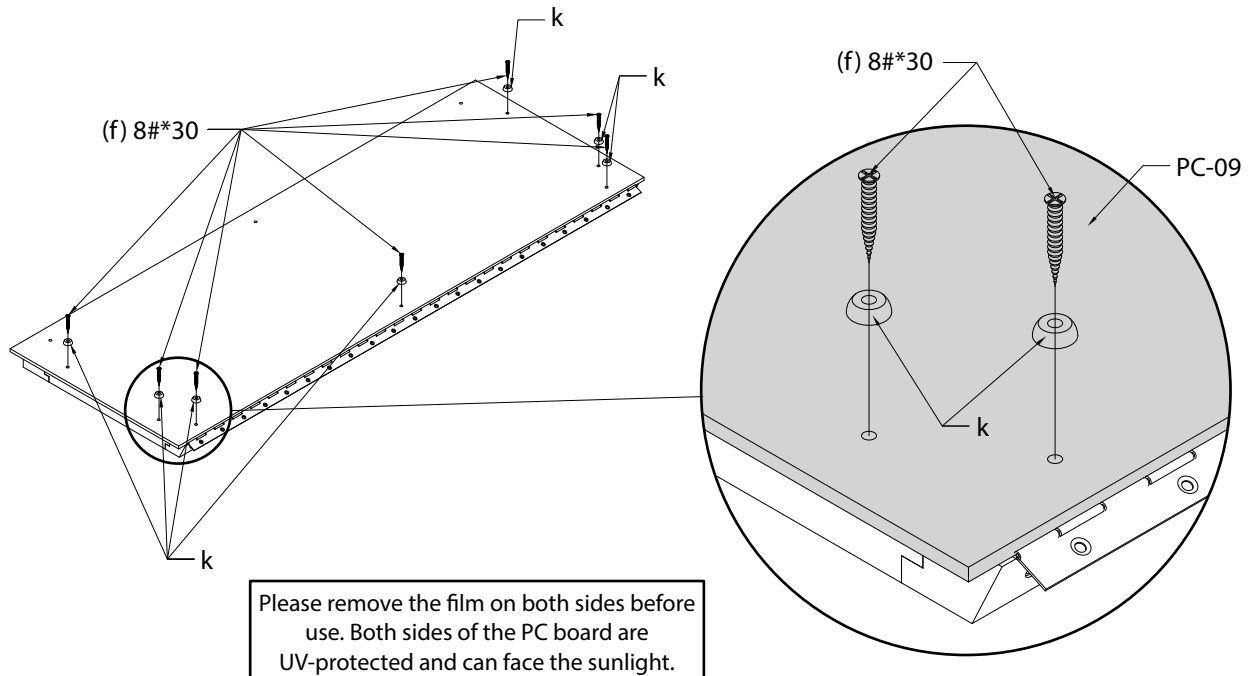 k
(f) 8#*30
k
(f) 8#*30
PC-09
k
k
Please remove the film on both sides before
use. Both sides of the PC board are
UV-protected and can face the sunlight.